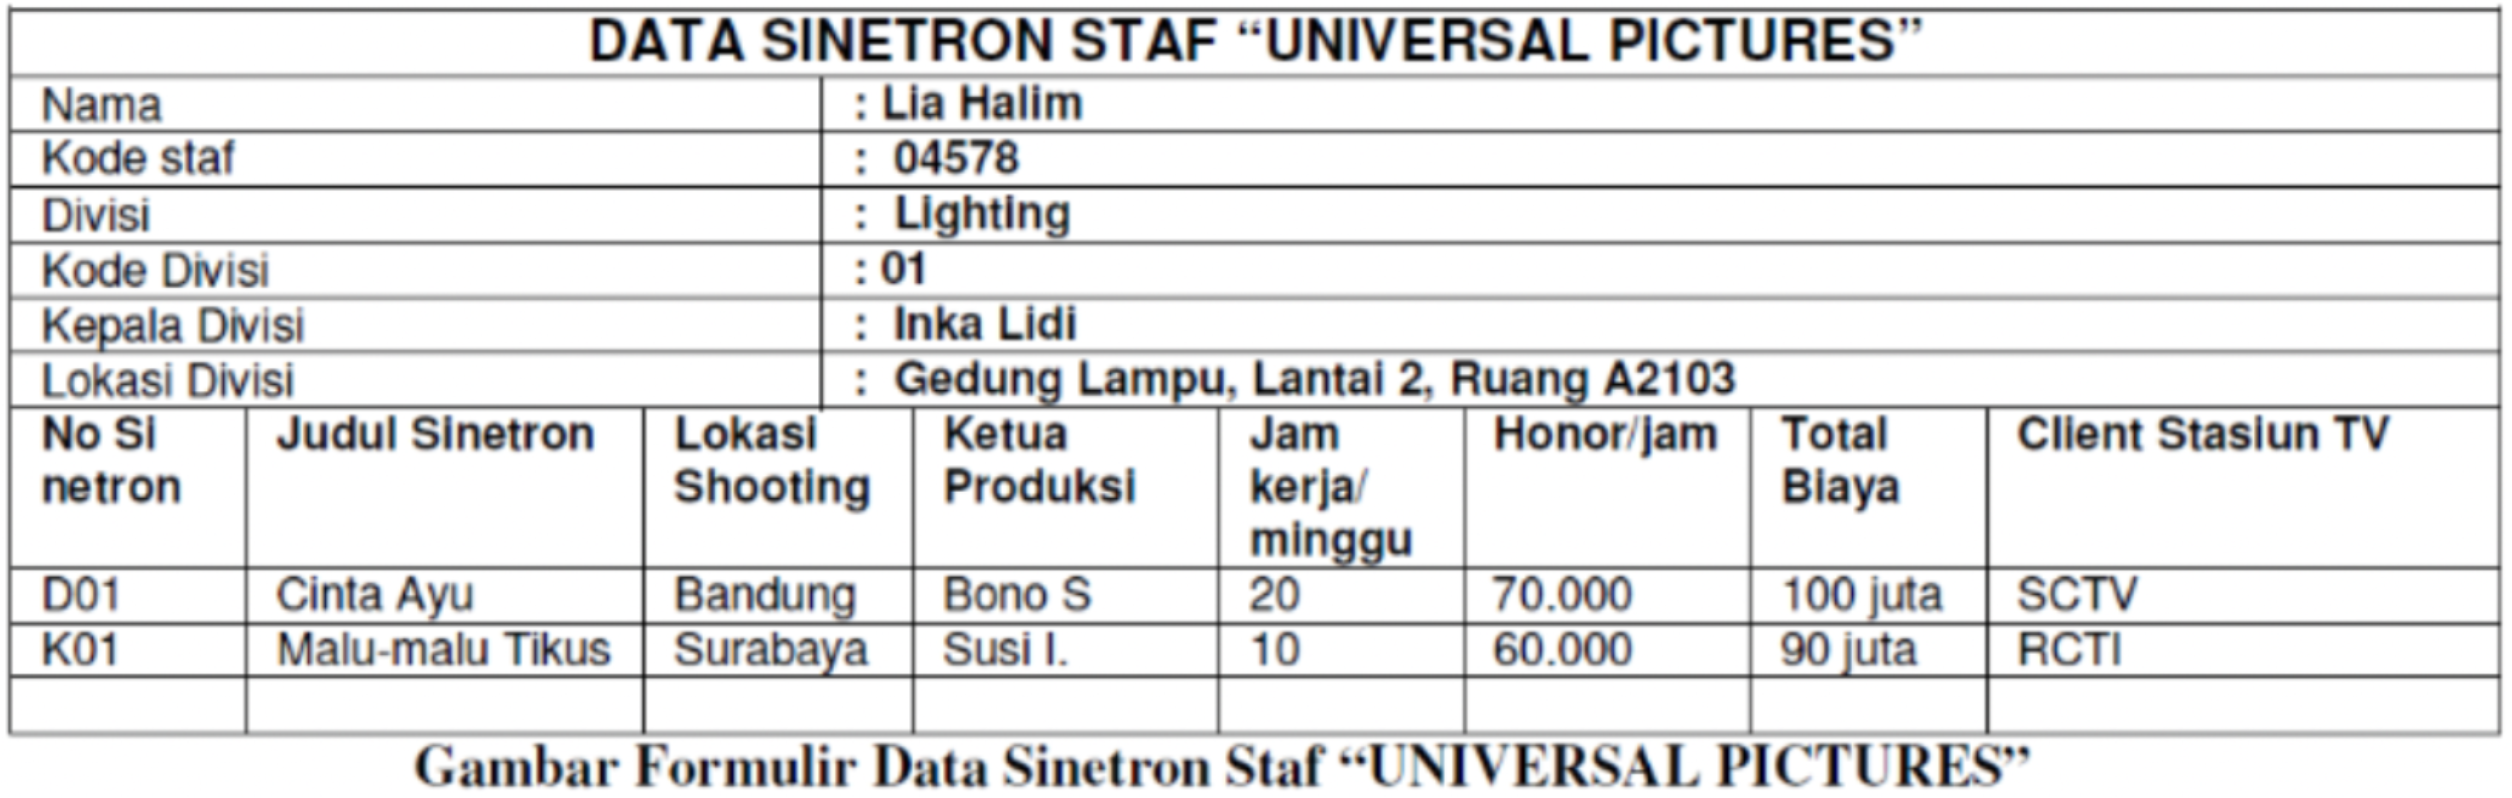 DATA SINETRON STAF “UNIVERSAL PICTURES”
Nama : Lia Halim
Kode staf : 04578
Divisi : Lighting
Kode Divisi : 01
Kepala Divisi : Inka Lidi
Lokasi Divisi : Gedung Lampu, Lantai 2, Ruang A2103
No Si netron Judul Sinetron Lokasi Shooting Ketua Produksi Jam kerja/ minggu Honor/jam Total Biaya Client Stasiun TV
D01 Cinta Ayu Bandung Bono S 20 70.000 100 juta SCTV
K01 Malu-malu Tikus Surabaya Susi I. 10 60.000 90 juta RCTI
Gambar Formulir Data Sinetron Staf “UNIVERSAL PICTURES”